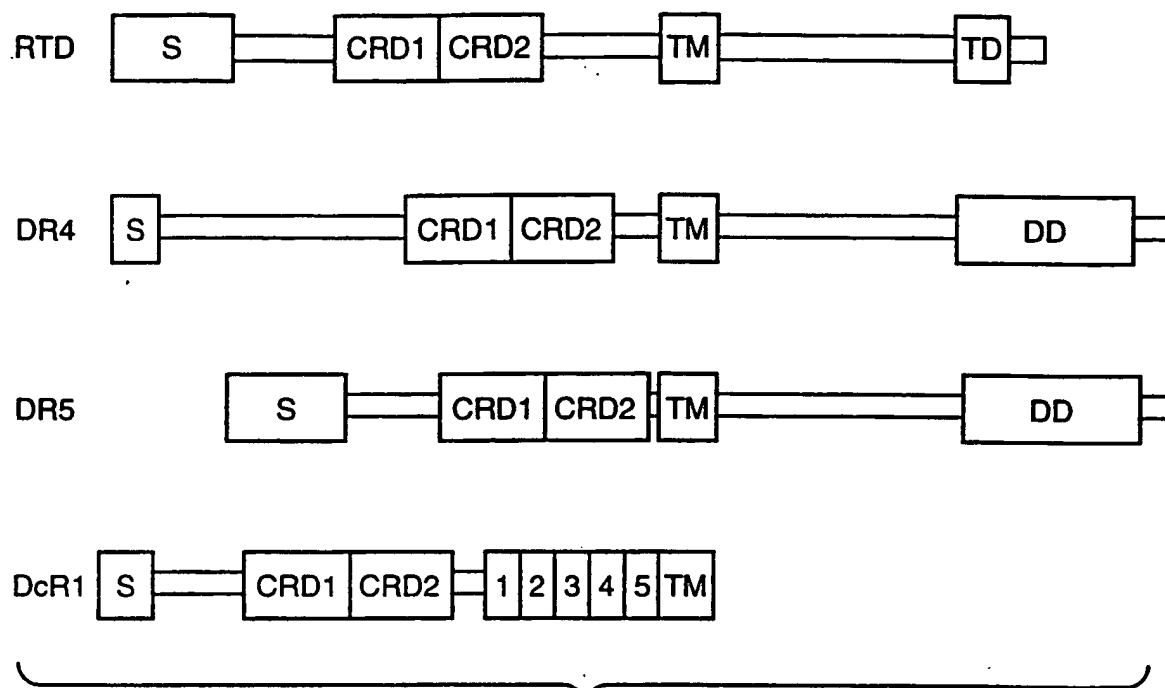 RTD S CRD1 CRD2 TM TD
DR4 S CRD1 CRD2 TM DD
DR5 S CRD1 CRD2 TM DD
DcR1 S CRD1 CRD2 1 2 3 4 5 TM